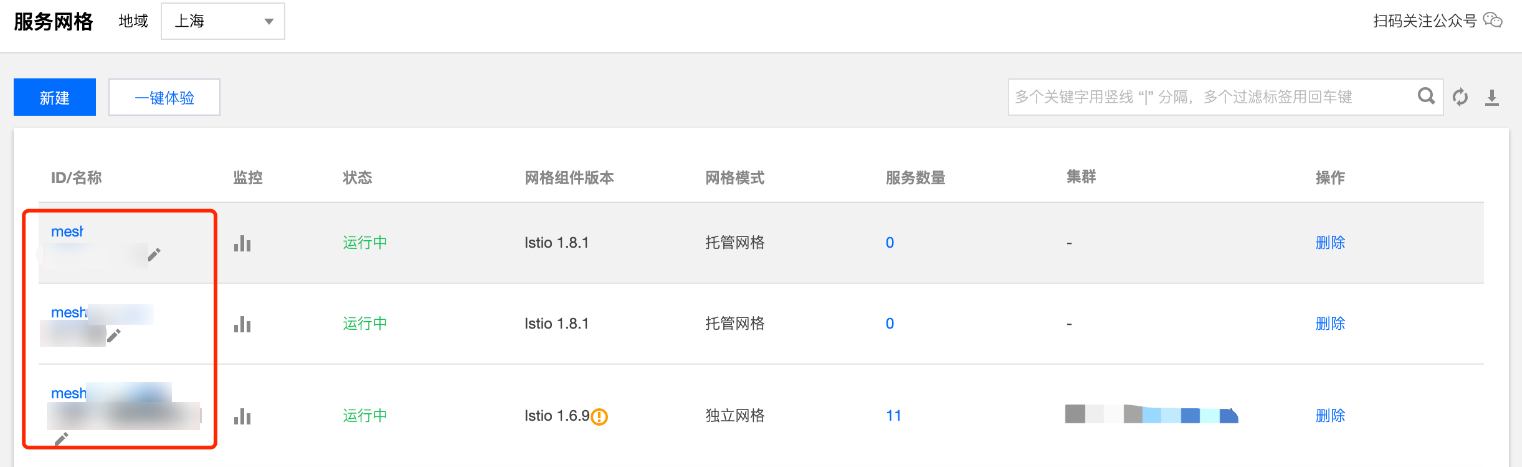 服务网格 地域 上海 扫码关注公众号
新建 一键体验 多个关键字用竖线 “|” 分隔，多个过滤标签用回车键
ID/名称 监控 状态 网格组件版本 网格模式 服务数量 集群 操作
mesh 运行中 Istio 1.8.1 托管网格 0 - 删除
mesh 运行中 Istio 1.8.1 托管网格 0 - 删除
mesh 运行中 Istio 1.6.9 独立网格 11 删除